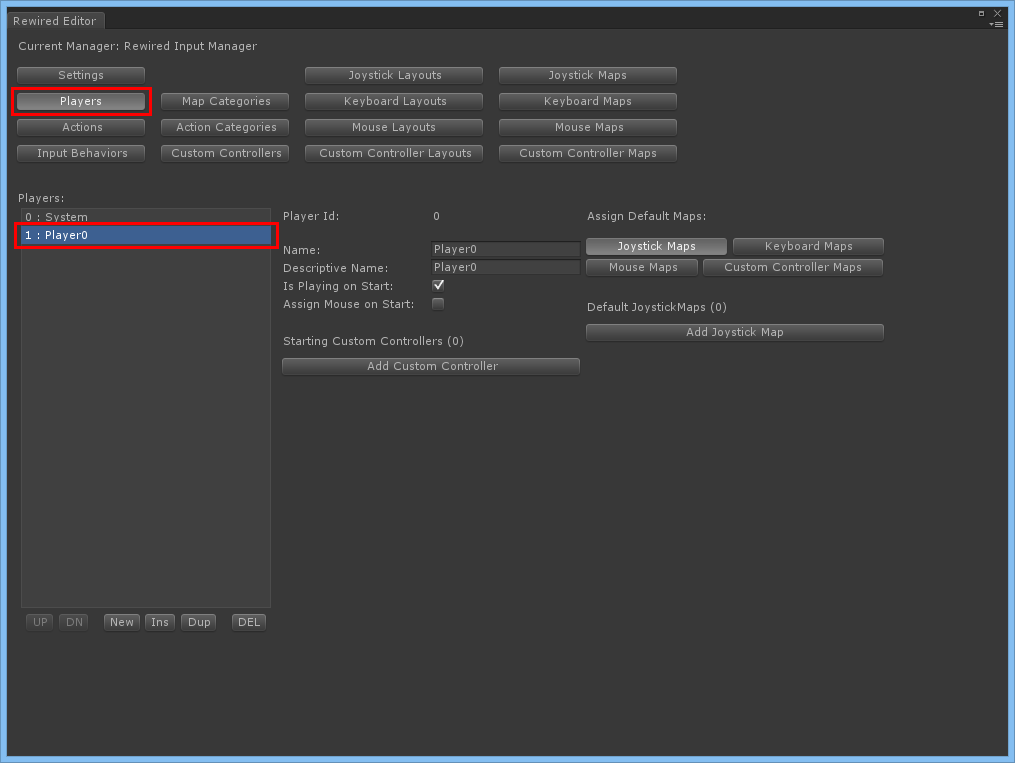 Rewired Editor
Current Manager: Rewired Input Manager
Settings Joystick Layouts Joystick Maps
Players Map Categories Keyboard Layouts Keyboard Maps
Actions Action Categories Mouse Layouts Mouse Maps
Input Behaviors Custom Controllers Custom Controller Layouts Custom Controller Maps
Players:
0 : System
1 : Player0
UP DN New Ins Dup DEL
Player Id: 0
Name: Player0
Descriptive Name: Player0
Is Playing on Start:
Assign Mouse on Start:
Starting Custom Controllers (0)
Add Custom Controller
Assign Default Maps:
Joystick Maps Keyboard Maps
Mouse Maps Custom Controller Maps
Default JoystickMaps (0)
Add Joystick Map